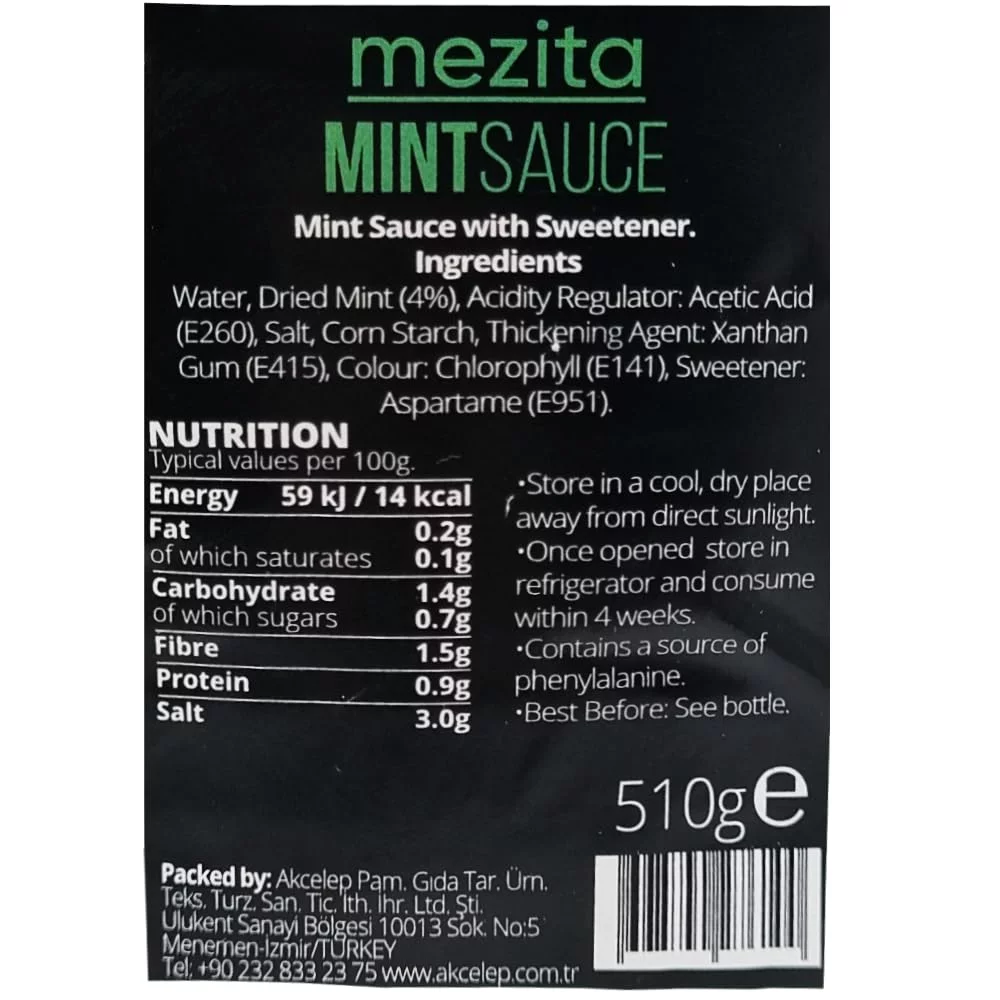 mezita
MINTSAUCE
Mint Sauce with Sweetener.
Ingredients
Water, Dried Mint (4%), Acidity Regulator: Acetic Acid
(E260), Salt, Corn Starch, Thickening Agent: Xanthan
Gum (E415), Colour: Chlorophyll (E141), Sweetener:
Aspartame (E951).
NUTRITION
Typical values per 100g.
Energy 59 kJ / 14 kcal
Fat 0.2g
of which saturates 0.1g
Carbohydrate 1.4g
of which sugars 0.7g
Fibre 1.5g
Protein 0.9g
Salt 3.0g
•Store in a cool, dry place
away from direct sunlight.
•Once opened store in
refrigerator and consume
within 4 weeks.
•Contains a source of
phenylalanine.
•Best Before: See bottle.
510g℮
Packed by: Akcelep Pam. Gıda Tar. Ürn.
Teks. Turz. San. Tic. İth. İhr. Ltd. Şti.
Ulukent Sanayi Bölgesi 10013 Sok. No:5
Menemen-Izmir/TURKEY
Tel: +90 232 833 23 75 www.akcelep.com.tr